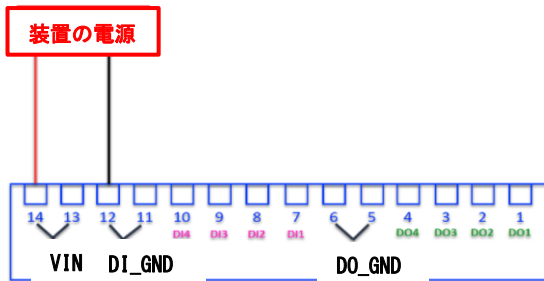 装置の電源
14 13 12 11 10 9 8 7 6 5 4 3 2 1
DI4 DI3 DI2 DI1 DO4 DO3 DO2 DO1
VIN DI_GND DO_GND